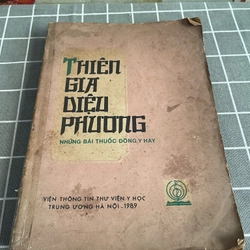 THIÊN
GIA
DIỆU
PHƯƠNG
NHỮNG BÀI THUỐC ĐÔNG Y HAY
VIỆN THÔNG TIN THƯ VIỆN Y HỌC
TRUNG ƯƠNG HÀ NỘI _ 1989